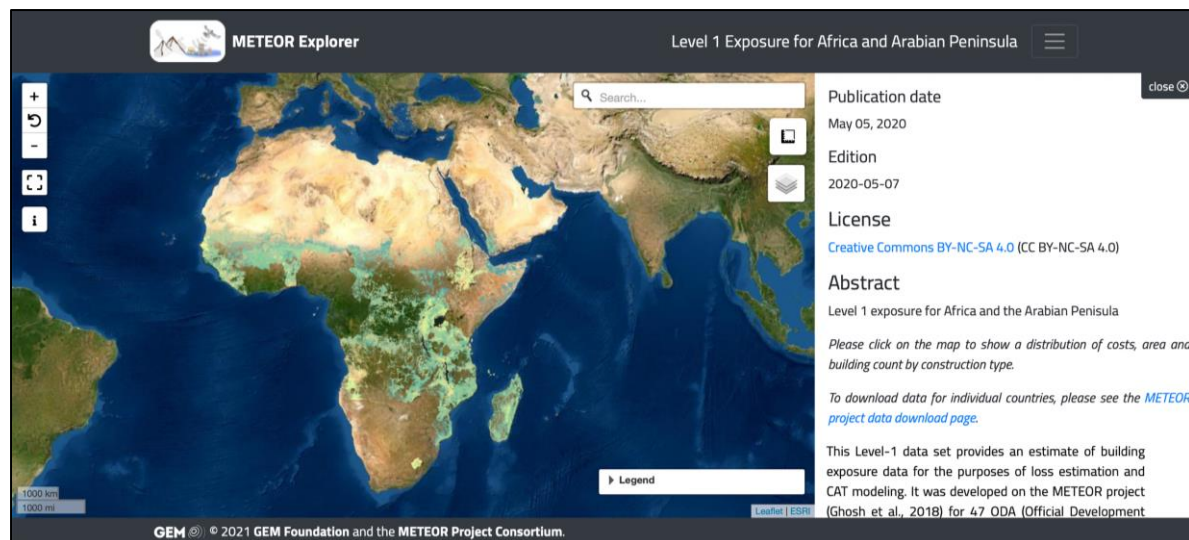 METEOR Explorer
Level 1 Exposure for Africa and Arabian Peninsula
+
-
i
Search...
Legend
1000 km
1000 mi
Leaflet | ESRI
close
Publication date
May 05, 2020
Edition
2020-05-07
License
Creative Commons BY-NC-SA 4.0 (CC BY-NC-SA 4.0)
Abstract
Level 1 exposure for Africa and the Arabian Penisula
Please click on the map to show a distribution of costs, area and
building count by construction type.
To download data for individual countries, please see the METEOR
project data download page.
This Level-1 data set provides an estimate of building
exposure data for the purposes of loss estimation and
CAT modeling. It was developed on the METEOR project
(Ghosh et al., 2018) for 47 ODA (Official Development
GEM © 2021 GEM Foundation and the METEOR Project Consortium.